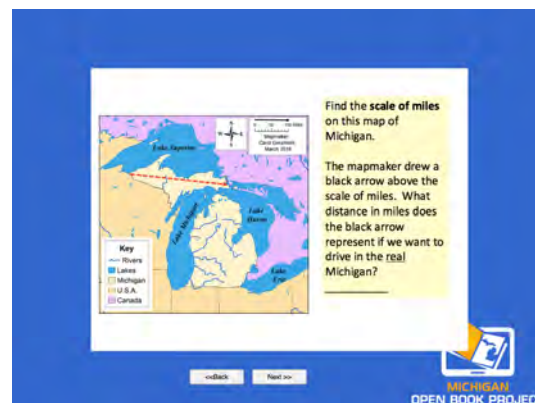 Find the scale of miles
on this map of
Michigan.
The mapmaker drew a
black arrow above the
scale of miles. What
distance in miles does
the black arrow
represent if we want to
drive in the real
Michigan?
Lake Superior
Lake Michigan
Lake
Huron
Lake
Erie
Mapmaker
Key
Rivers
Lakes
Michigan
U.S.A.
Canada
<<Back
Next >>
MICHIGAN
OPEN BOOK PROJECT